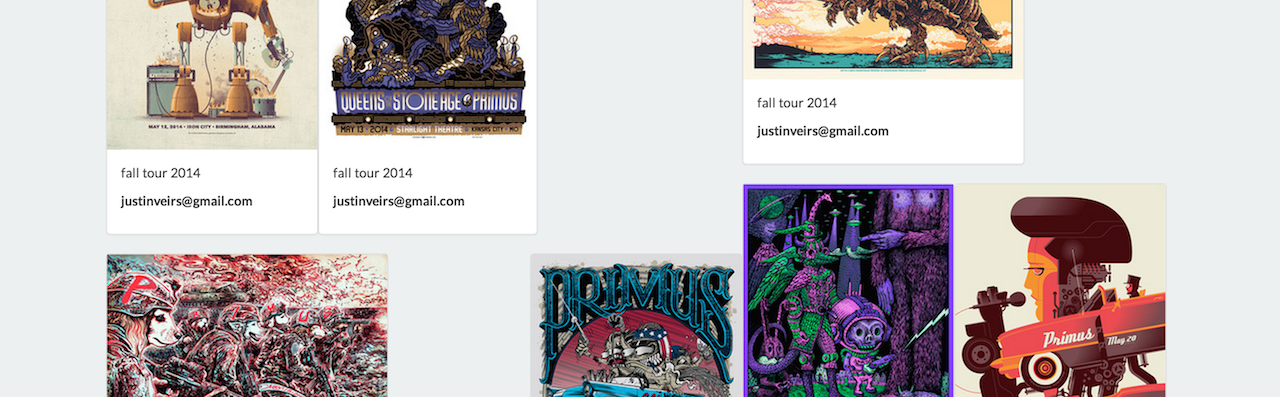 MAY 12, 2014 • IRON CITY • BIRMINGHAM, ALABAMA
fall tour 2014
justinveirs@gmail.com
QUEENS OF THE STONE AGE & PRIMUS
MAY 13 • 2014
STARLIGHT THEATRE
KANSAS CITY • MO
fall tour 2014
justinveirs@gmail.com
fall tour 2014
justinveirs@gmail.com
P
PRIMUS
Primus
May 20